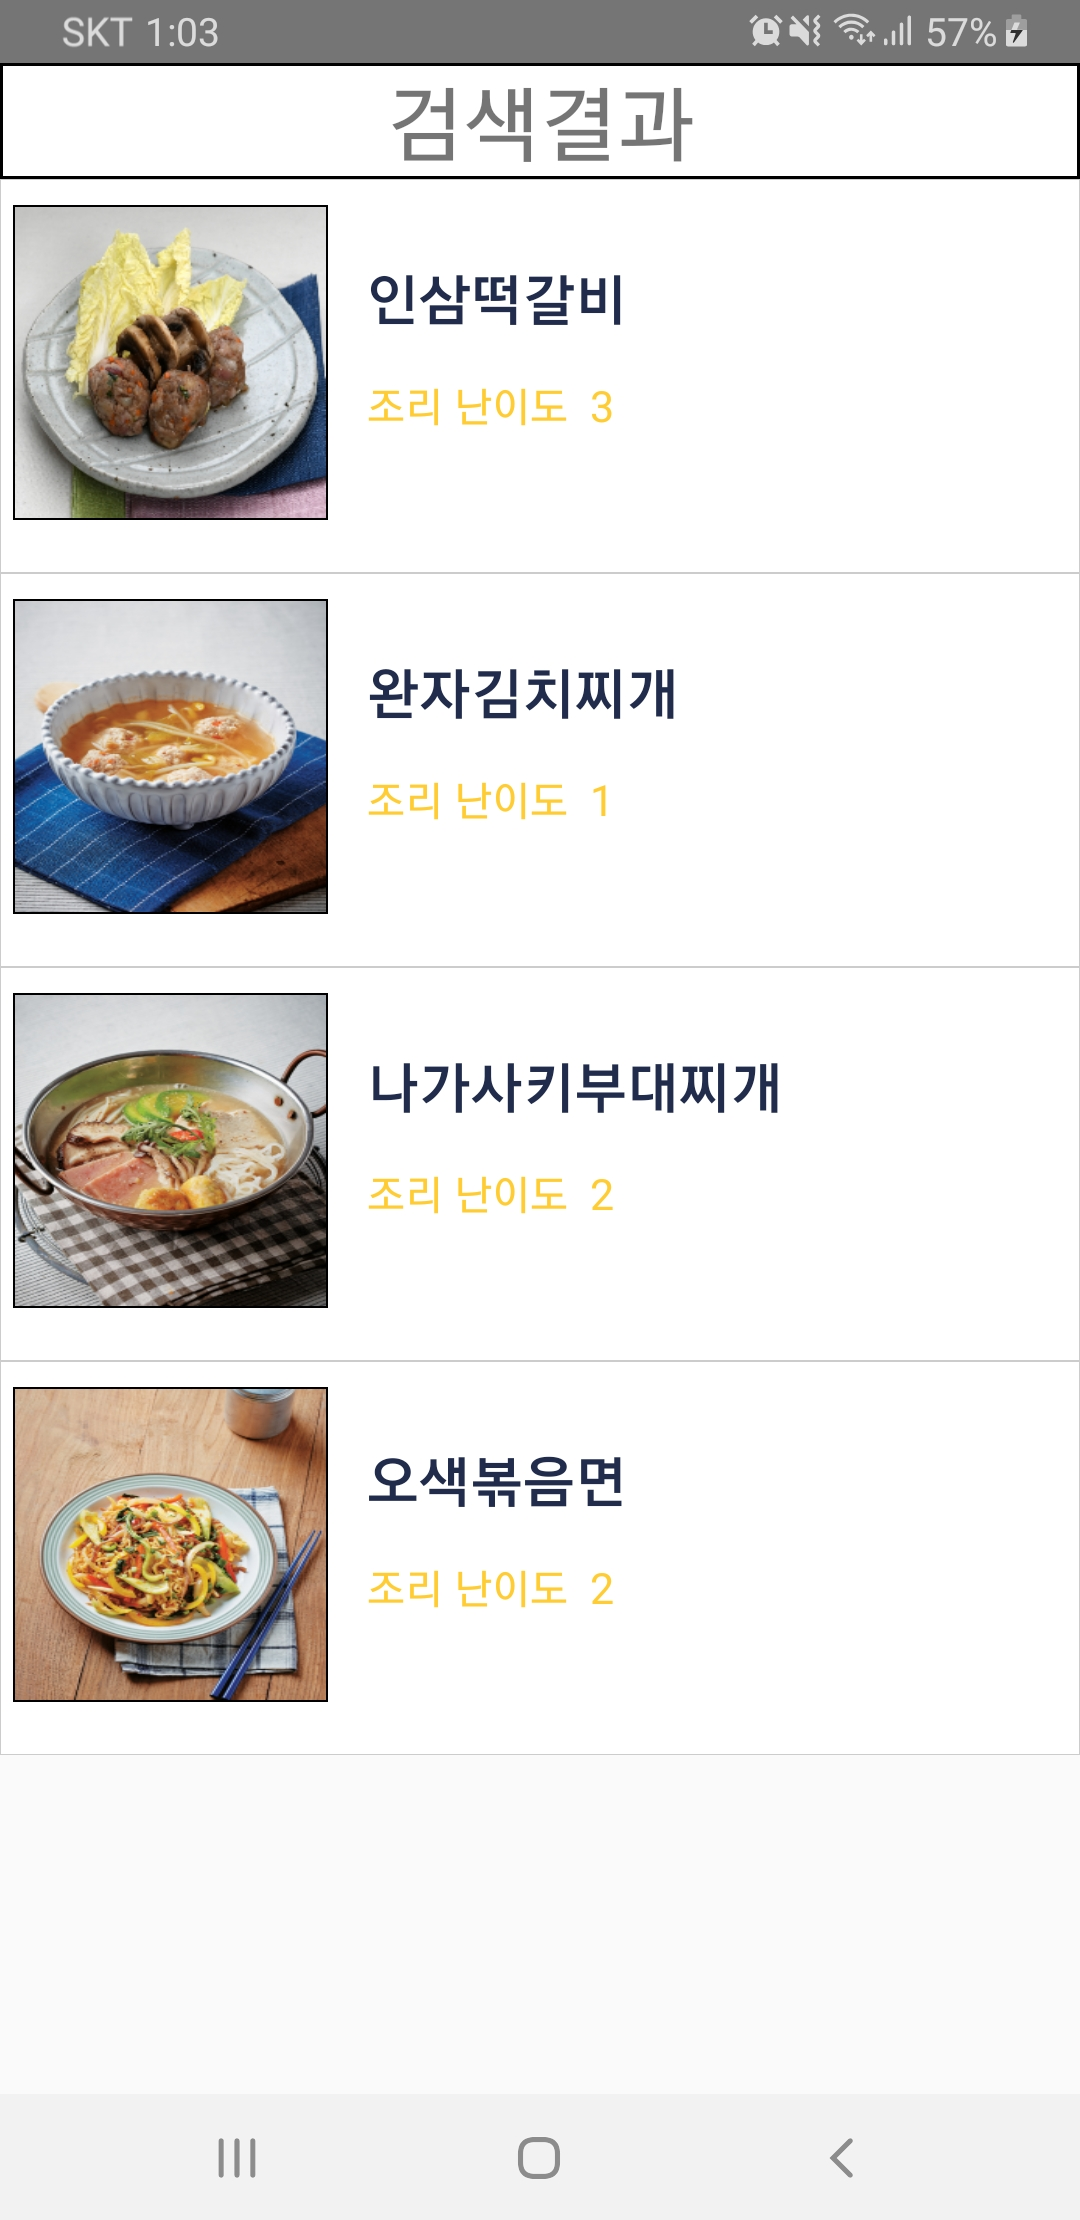 SKT 1:03 57%
검색결과
인삼떡갈비
조리 난이도 3
완자김치찌개
조리 난이도 1
나가사키부대찌개
조리 난이도 2
오색볶음면
조리 난이도 2